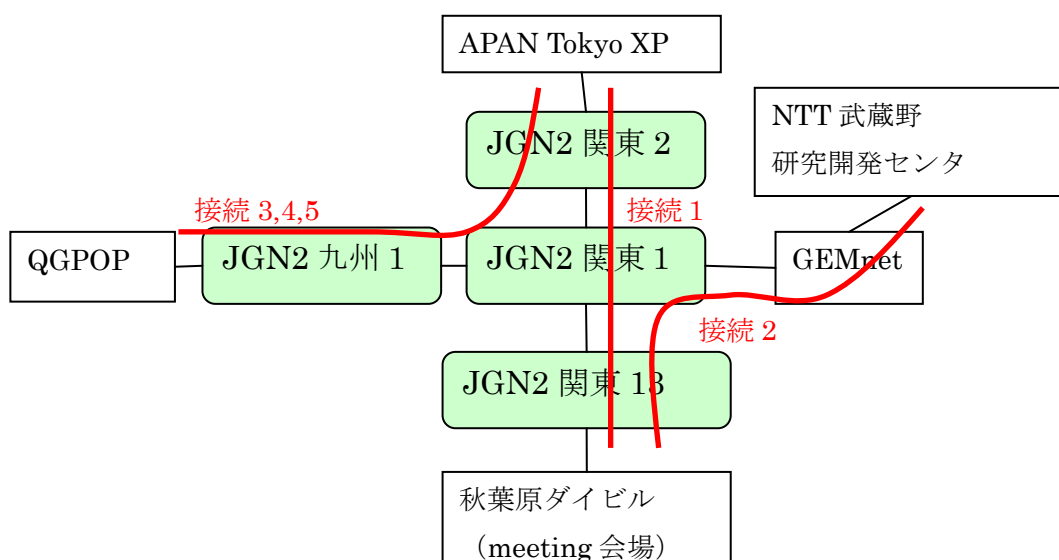 APAN Tokyo XP
NTT 武蔵野
研究開発センタ
JGN2 関東 2
接続 3,4,5
接続 1
QGPOP
JGN2 九州 1
JGN2 関東 1
GEMnet
接続 2
JGN2 関東 13
秋葉原ダイビル
（meeting 会場）